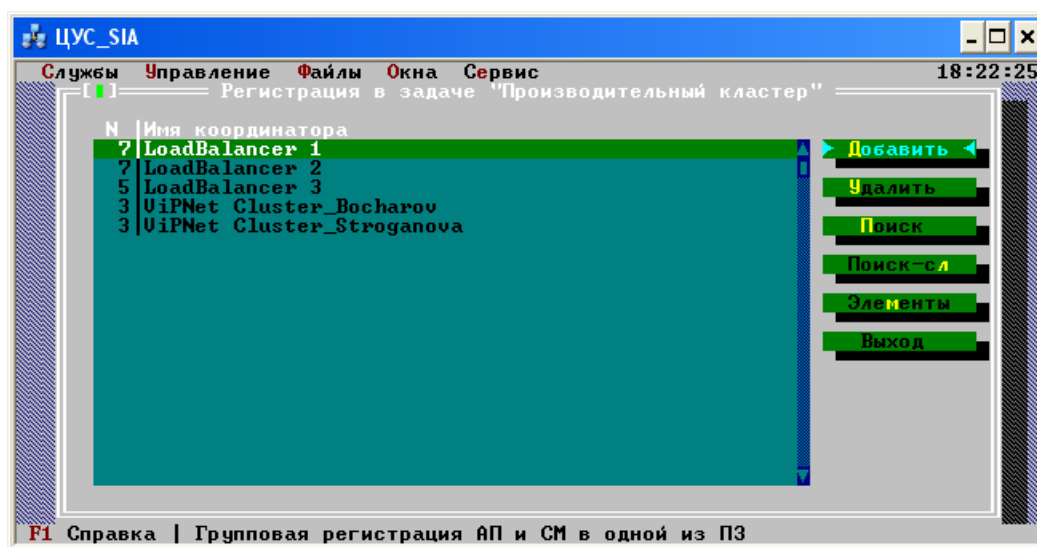 ЦУС_SIA
Службы Управление Файлы Окна Сервис 18:22:25
Регистрация в задаче "Производительный кластер"
N Имя координатора
7 LoadBalancer 1
7 LoadBalancer 2
5 LoadBalancer 3
3 ViPNet Cluster_Bocharov
3 ViPNet Cluster_Stroganova
Добавить
Удалить
Поиск
Поиск-сл
Элементы
Выход
F1 Справка | Групповая регистрация АП и СМ в одной из ПЗ